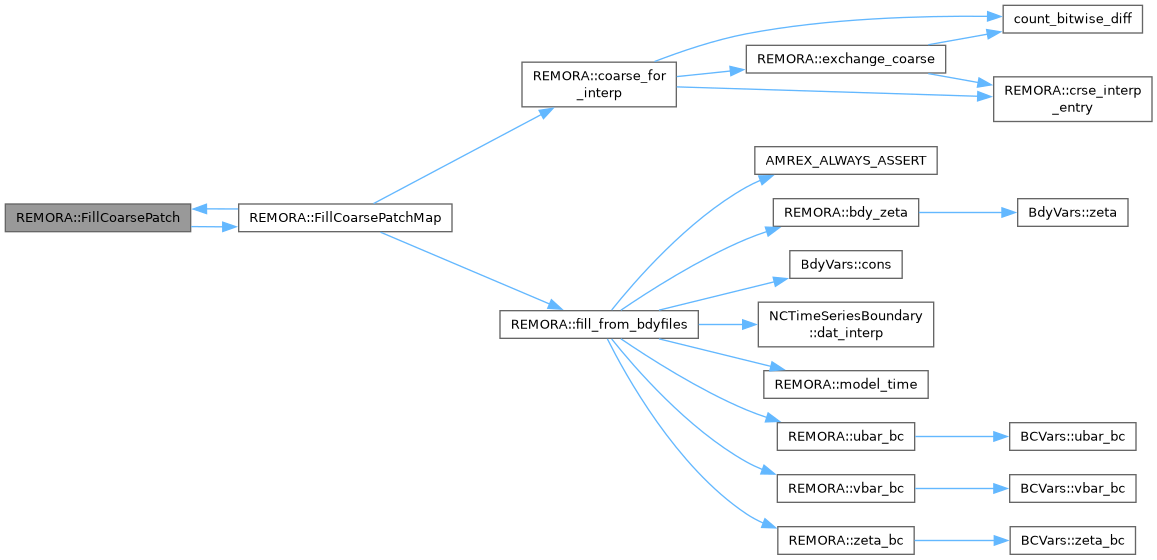 REMORA::FillCoarsePatch
REMORA::FillCoarsePatchMap
REMORA::coarse_for
_interp
REMORA::exchange_coarse
count_bitwise_diff
REMORA::crse_interp
_entry
REMORA::fill_from_bdyfiles
AMREX_ALWAYS_ASSERT
REMORA::bdy_zeta
BdyVars::zeta
BdyVars::cons
NCTimeSeriesBoundary
::dat_interp
REMORA::model_time
REMORA::ubar_bc
BCVars::ubar_bc
REMORA::vbar_bc
BCVars::vbar_bc
REMORA::zeta_bc
BCVars::zeta_bc